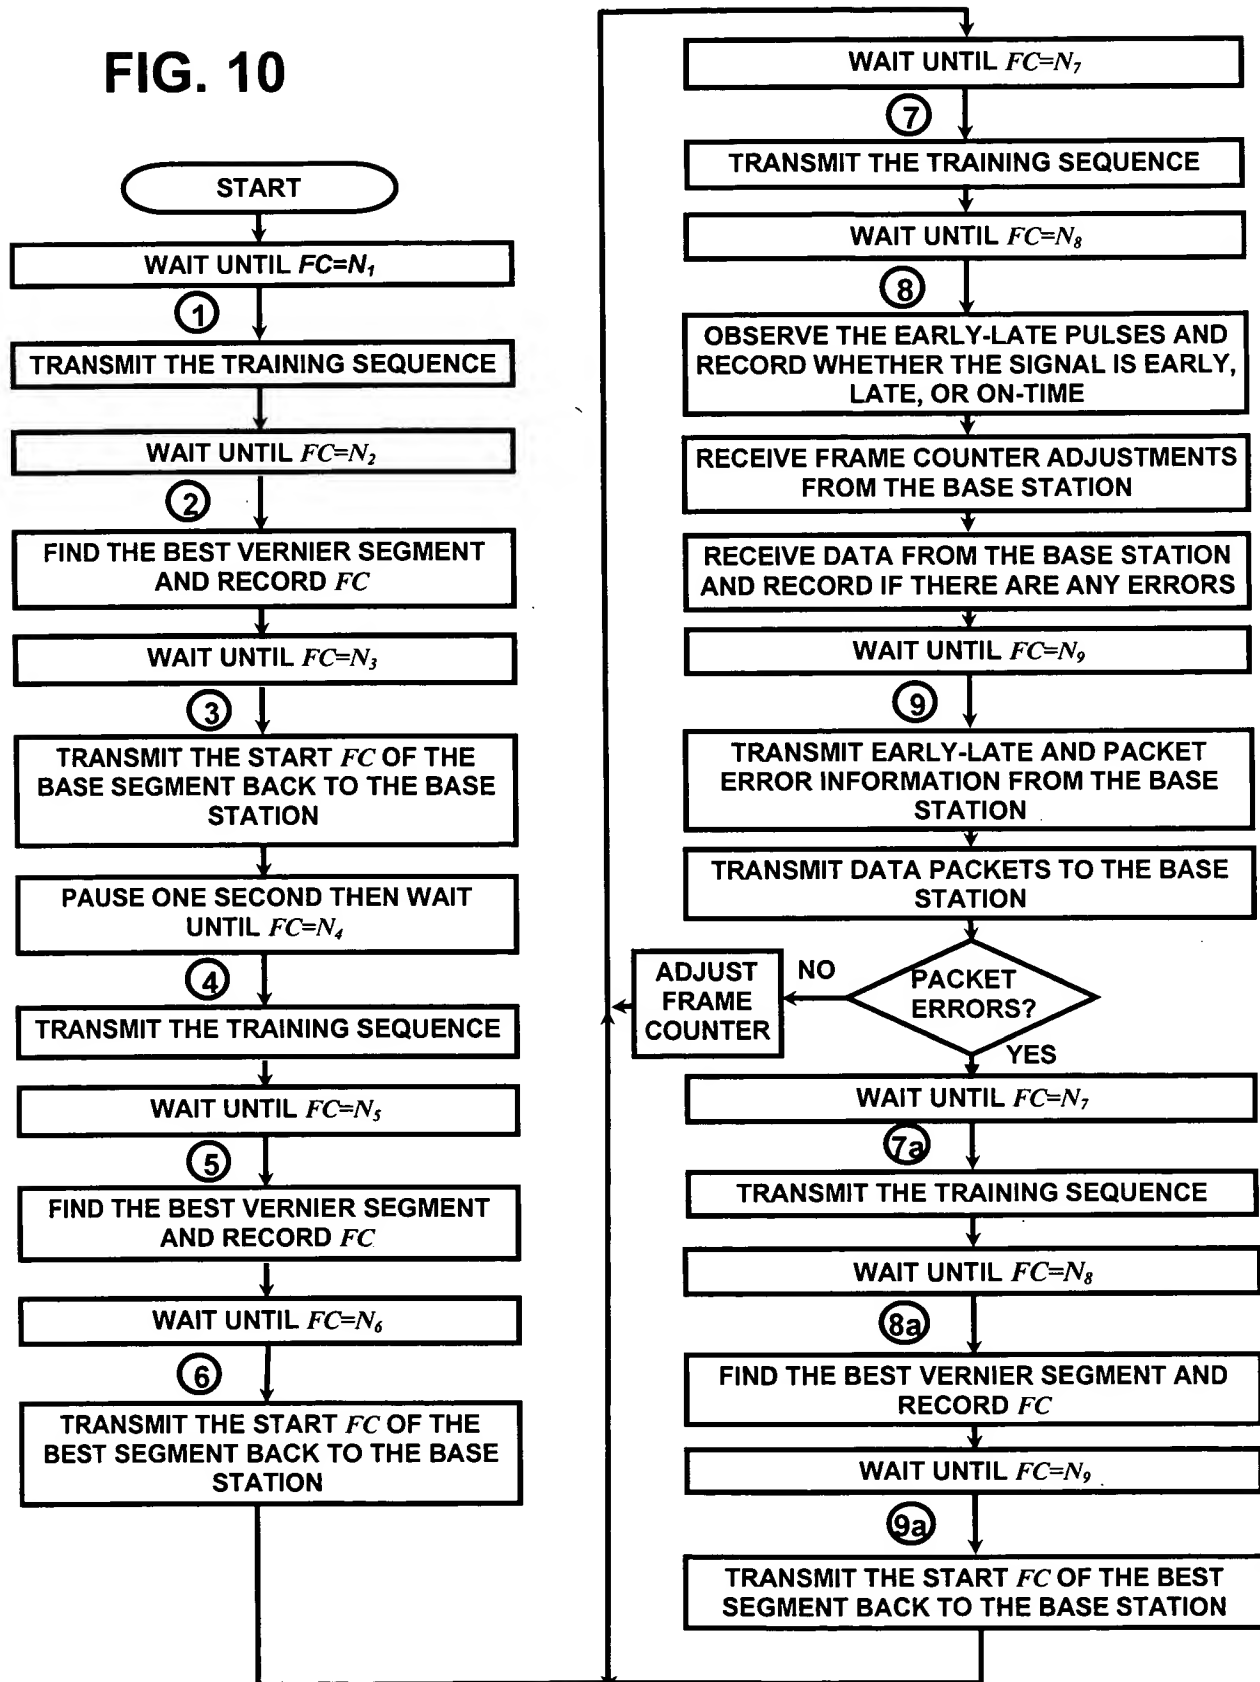 FIG. 10
START
WAIT UNTIL FC=N₁
1
TRANSMIT THE TRAINING SEQUENCE
WAIT UNTIL FC=N₂
2
FIND THE BEST VERNIER SEGMENT
AND RECORD FC
WAIT UNTIL FC=N₃
3
TRANSMIT THE START FC OF THE
BASE SEGMENT BACK TO THE BASE
STATION
PAUSE ONE SECOND THEN WAIT
UNTIL FC=N₄
4
TRANSMIT THE TRAINING SEQUENCE
WAIT UNTIL FC=N₅
5
FIND THE BEST VERNIER SEGMENT
AND RECORD FC
WAIT UNTIL FC=N₆
6
TRANSMIT THE START FC OF THE
BEST SEGMENT BACK TO THE BASE
STATION
WAIT UNTIL FC=N₇
7
TRANSMIT THE TRAINING SEQUENCE
WAIT UNTIL FC=N₈
8
OBSERVE THE EARLY-LATE PULSES AND
RECORD WHETHER THE SIGNAL IS EARLY,
LATE, OR ON-TIME
RECEIVE FRAME COUNTER ADJUSTMENTS
FROM THE BASE STATION
RECEIVE DATA FROM THE BASE STATION
AND RECORD IF THERE ARE ANY ERRORS
WAIT UNTIL FC=N₉
9
TRANSMIT EARLY-LATE AND PACKET
ERROR INFORMATION FROM THE BASE
STATION
TRANSMIT DATA PACKETS TO THE BASE
STATION
PACKET
ERRORS?
NO
ADJUST
FRAME
COUNTER
YES
WAIT UNTIL FC=N₇
7a
TRANSMIT THE TRAINING SEQUENCE
WAIT UNTIL FC=N₈
8a
FIND THE BEST VERNIER SEGMENT AND
RECORD FC
WAIT UNTIL FC=N₉
9a
TRANSMIT THE START FC OF THE BEST
SEGMENT BACK TO THE BASE STATION